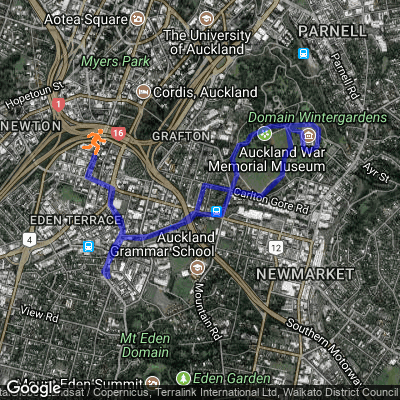 Aotea Square
PARNELL
The University
of Auckland
Myers Park
Parnell Rd
Hopetoun St
1
Cordis, Auckland
NEWTON
16
GRAFTON
Domain Wintergardens
Auckland War
Memorial Museum
Ayr St
Carlton Gore Rd
EDEN TERRACE
4
Auckland
Grammar School
12
NEWMARKET
View Rd
Mountain Rd
Southern Motorway
Mt Eden
Domain
Eden Garden
Eden Summit
Google
/ Copernicus, Terralink International Ltd, Waikato District Council